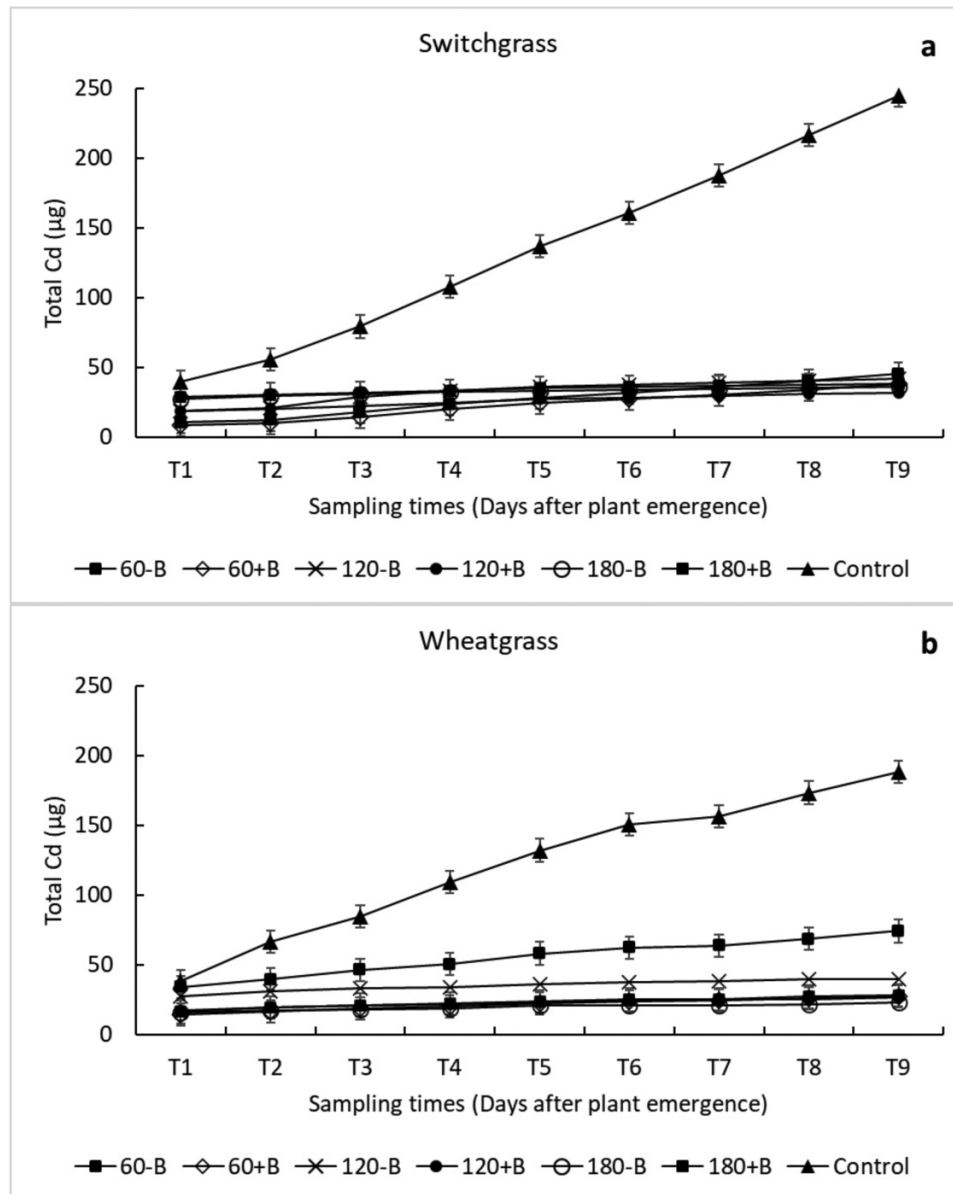 Switchgrass
a
250
200
150
100
50
0
Total Cd (µg)
T1 T2 T3 T4 T5 T6 T7 T8 T9
Sampling times (Days after plant emergence)
60-B 60+B 120-B 120+B 180-B 180+B Control
Wheatgrass
b
250
200
150
100
50
0
Total Cd (µg)
T1 T2 T3 T4 T5 T6 T7 T8 T9
Sampling times (Days after plant emergence)
60-B 60+B 120-B 120+B 180-B 180+B Control